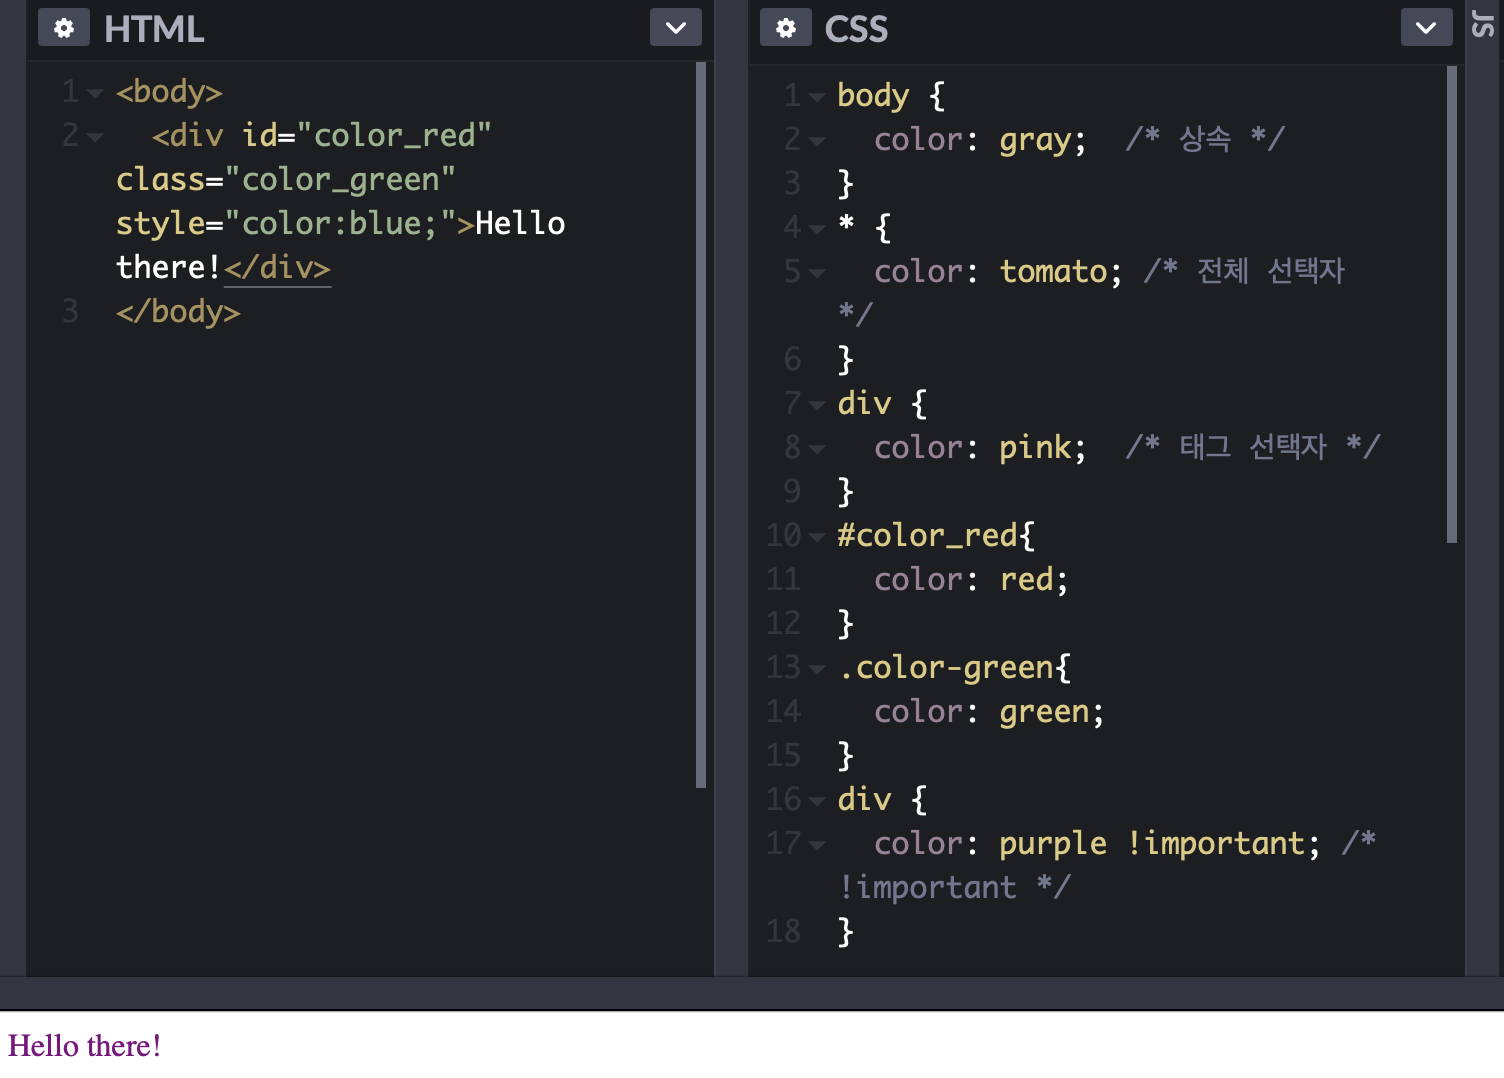 HTML
1 <body>
2   <div id="color_red"
class="color_green"
style="color:blue;">Hello
there!</div>
3 </body>
CSS
1 body {
2   color: gray;  /* 상속 */
3 }
4 * {
5   color: tomato; /* 전체 선택자
*/
6 }
7 div {
8   color: pink;  /* 태그 선택자 */
9 }
10 #color_red{
11   color: red;
12 }
13 .color-green{
14   color: green;
15 }
16 div {
17   color: purple !important; /*
!important */
18 }
JS
Hello there!